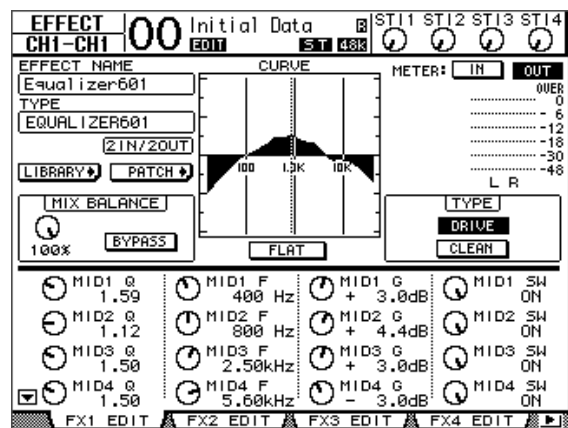 EFFECT 00 Initial Data R ST11 ST12 ST13 ST14
CH1-CH1 EDIT ST 48K
EFFECT NAME
Equalizer601
TYPE
EQUALIZER601
2IN/2OUT
LIBRARY PATCH
MIX BALANCE
100% BYPASS
CURVE
100 1.0K 10K
FLAT
METER: IN OUT
OVER
0
- 6
-12
-18
-30
-48
L R
TYPE
DRIVE
CLEAN
MID1 Q 1.59 MID1 F 400 Hz MID1 G + 3.0dB MID1 SW ON
MID2 Q 1.12 MID2 F 800 Hz MID2 G + 4.4dB MID2 SW ON
MID3 Q 1.50 MID3 F 2.50kHz MID3 G + 3.0dB MID3 SW ON
MID4 Q 1.50 MID4 F 5.60kHz MID4 G - 3.0dB MID4 SW ON
FX1 EDIT FX2 EDIT FX3 EDIT FX4 EDIT